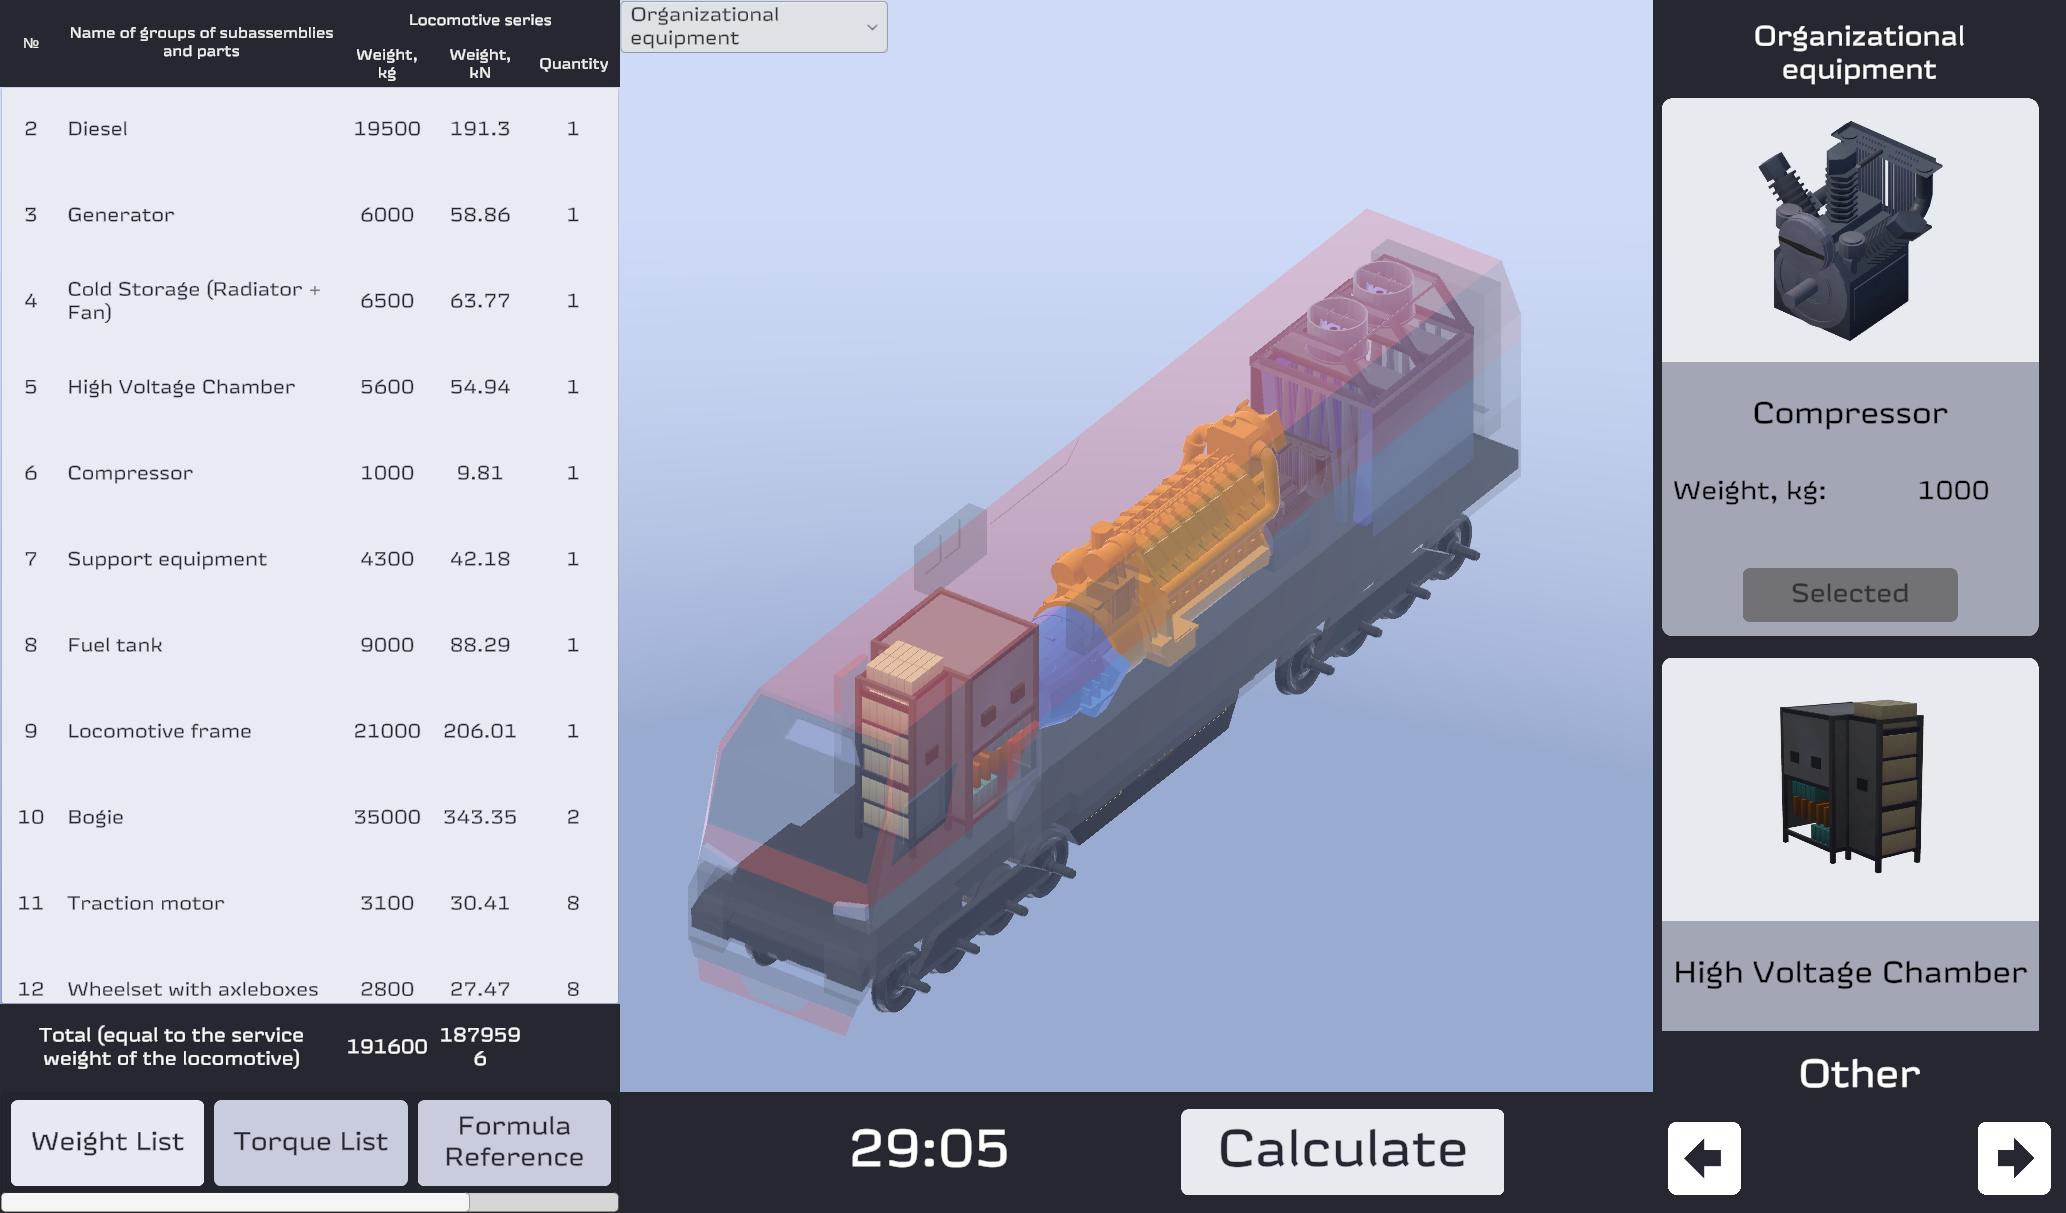 №
Name of groups of subassemblies
and parts
Locomotive series
Weight,
kg
Weight,
kN
Quantity
2 Diesel 19500 191.3 1
3 Generator 6000 58.86 1
4 Cold Storage (Radiator +
Fan) 6500 63.77 1
5 High Voltage Chamber 5600 54.94 1
6 Compressor 1000 9.81 1
7 Support equipment 4300 42.18 1
8 Fuel tank 9000 88.29 1
9 Locomotive frame 21000 206.01 1
10 Bogie 35000 343.35 2
11 Traction motor 3100 30.41 8
12 Wheelset with axleboxes 2800 27.47 8
Total (equal to the service
weight of the locomotive)
191600
187959
6
Weight List
Torque List
Formula
Reference
Organizational
equipment
29:05
Calculate
Organizational
equipment
Compressor
Weight, kg: 1000
Selected
High Voltage Chamber
Other